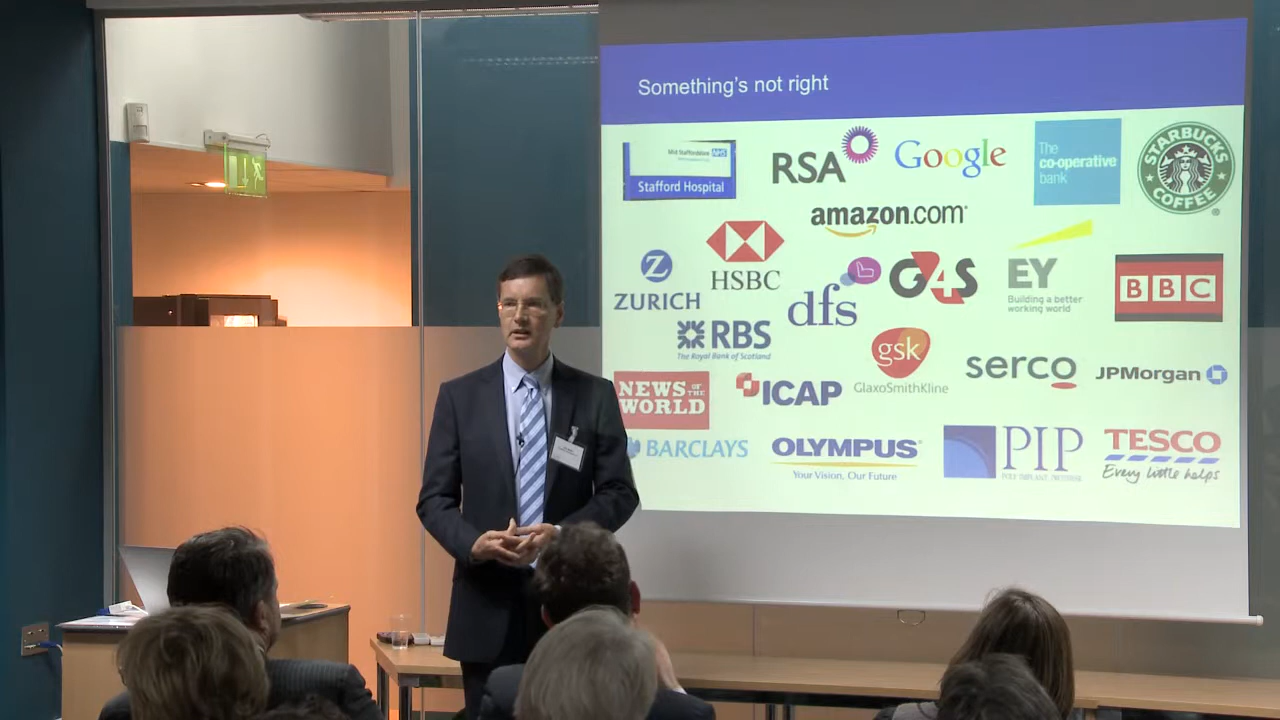 Something's not right
Mid Staffordshire NHS
Stafford Hospital
RSA
Google
The
co-operative
bank
STARBUCKS
COFFEE
amazon.com
HSBC
ZURICH
dfs
G4S
EY
Building a better
working world
BBC
RBS
The Royal Bank of Scotland
gsk
GlaxoSmithKline
serco
JPMorgan
NEWS OF THE
WORLD
ICAP
BARCLAYS
OLYMPUS
Your Vision, Our Future
PIP
TESCO
Every little helps